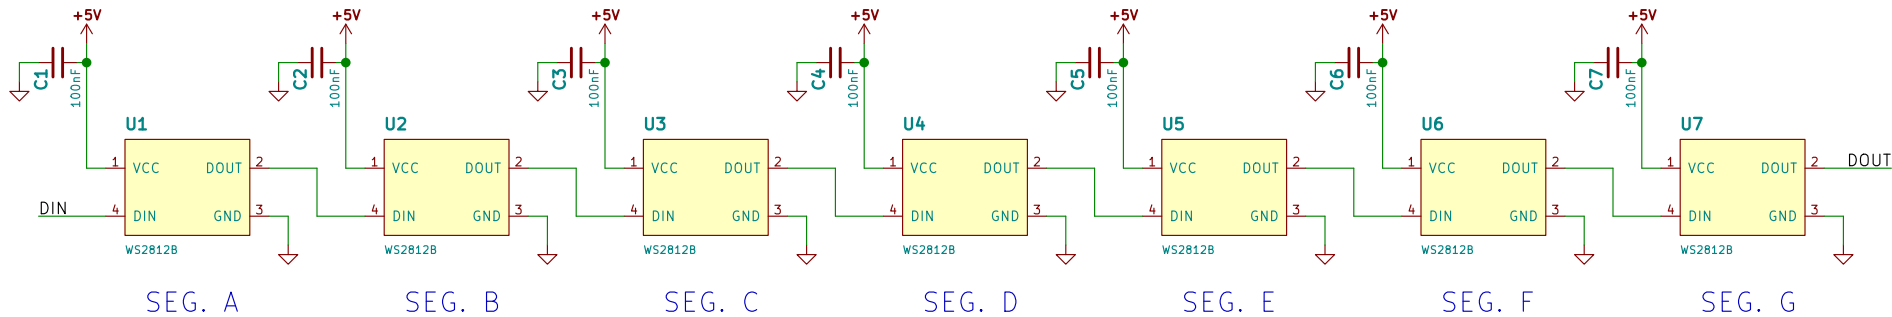 +5V +5V +5V +5V +5V +5V +5V
C1 100nF C2 100nF C3 100nF C4 100nF C5 100nF C6 100nF C7 100nF
U1 U2 U3 U4 U5 U6 U7
1 VCC DOUT 2 1 VCC DOUT 2 1 VCC DOUT 2 1 VCC DOUT 2 1 VCC DOUT 2 1 VCC DOUT 2 1 VCC DOUT 2 DOUT
DIN 4 DIN GND 3 4 DIN GND 3 4 DIN GND 3 4 DIN GND 3 4 DIN GND 3 4 DIN GND 3 4 DIN GND 3
WS2812B WS2812B WS2812B WS2812B WS2812B WS2812B WS2812B
SEG. A SEG. B SEG. C SEG. D SEG. E SEG. F SEG. G